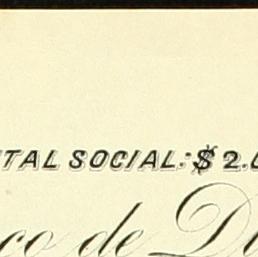 TAL SOCIAL: $ 2.
co de D